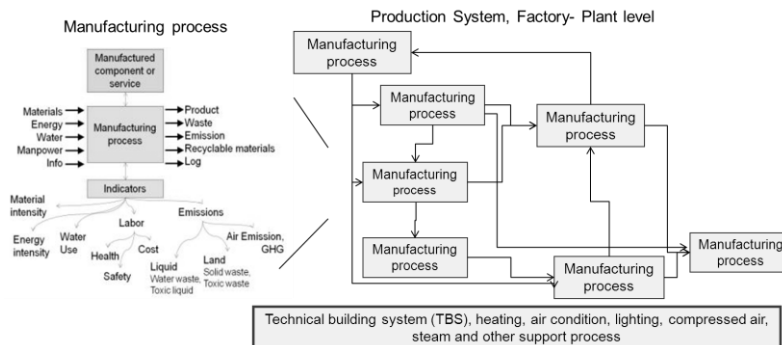 Manufacturing process
Manufactured
component or
service
Materials
Energy
Water
Manpower
Info
Manufacturing
process
Product
Waste
Emission
Recyclable materials
Log
Indicators
Material
intensity
Energy
intensity
Water
Use
Labor
Health
Safety
Cost
Emissions
Liquid
Water waste,
Toxic liquid
Land
Solid waste,
Toxic waste
Air Emission,
GHG
Production System, Factory- Plant level
Manufacturing
process
Manufacturing
process
Manufacturing
process
Manufacturing
process
Manufacturing
process
Manufacturing
process
Manufacturing
process
Technical building system (TBS), heating, air condition, lighting, compressed air,
steam and other support process